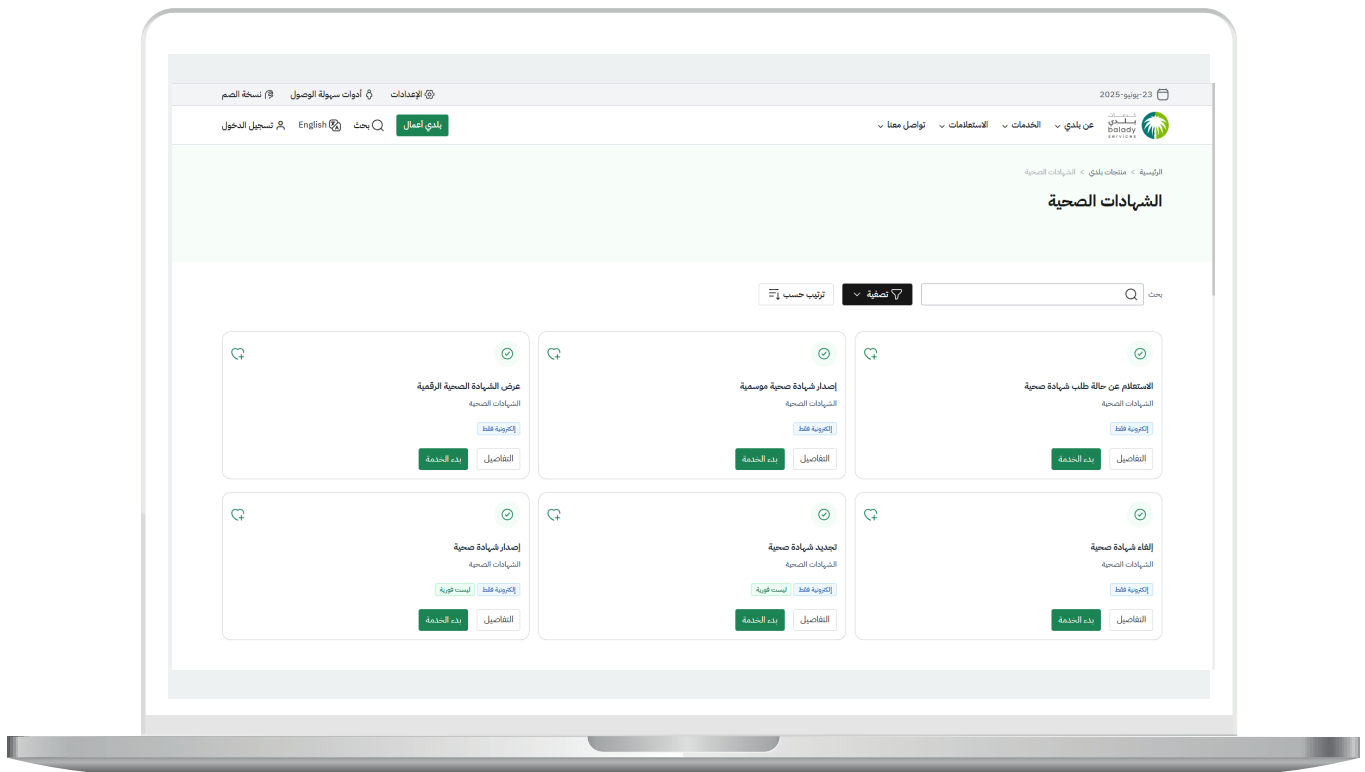 23-يونيو-2025
الإعدادات
أدوات سهولة الوصول
نسخة الصم
خدمات
بلدي
balady
services
عن بلدي
الخدمات
الاستعلامات
تواصل معنا
بلدي أعمال
بحث
English
تسجيل الدخول
الرئيسية > منتجات بلدي > الشهادات الصحية
الشهادات الصحية
بحث
تصفية
ترتيب حسب
الاستعلام عن حالة طلب شهادة صحية
الشهادات الصحية
إلكترونية فقط
التفاصيل
بدء الخدمة
إصدار شهادة صحية موسمية
الشهادات الصحية
إلكترونية فقط
التفاصيل
بدء الخدمة
عرض الشهادة الصحية الرقمية
الشهادات الصحية
إلكترونية فقط
التفاصيل
بدء الخدمة
إلغاء شهادة صحية
الشهادات الصحية
إلكترونية فقط
التفاصيل
بدء الخدمة
تجديد شهادة صحية
الشهادات الصحية
إلكترونية فقط
ليست فورية
التفاصيل
بدء الخدمة
إصدار شهادة صحية
الشهادات الصحية
إلكترونية فقط
ليست فورية
التفاصيل
بدء الخدمة